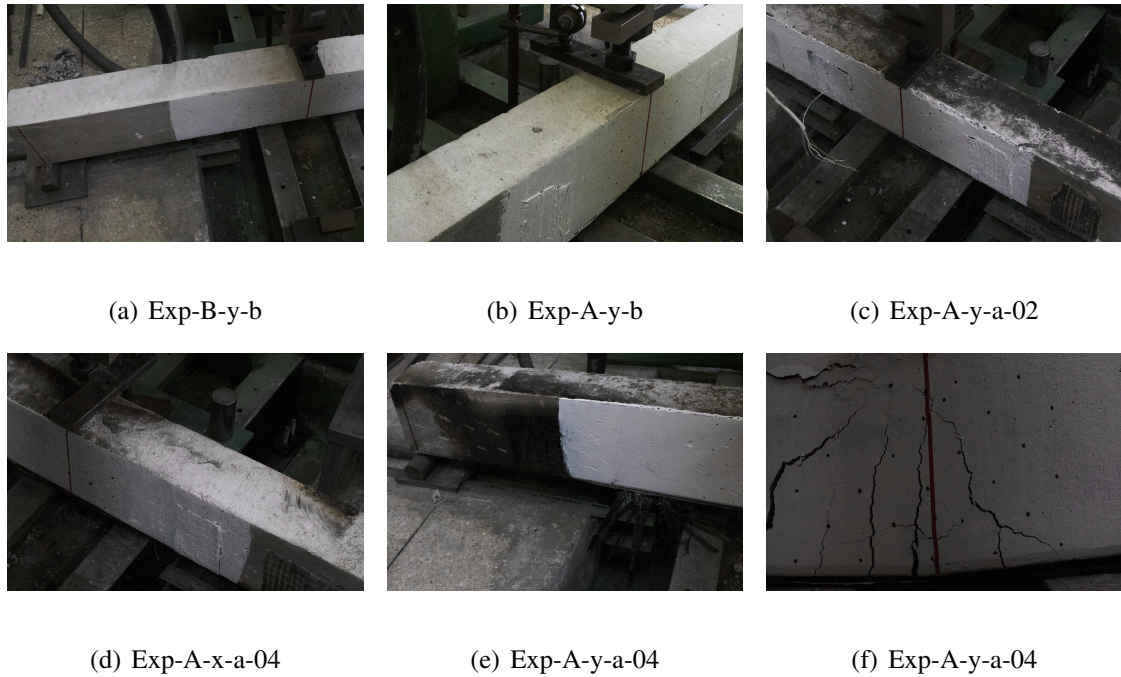 (a) Exp-B-y-b
(b) Exp-A-y-b
(c) Exp-A-y-a-02
(d) Exp-A-x-a-04
(e) Exp-A-y-a-04
(f) Exp-A-y-a-04